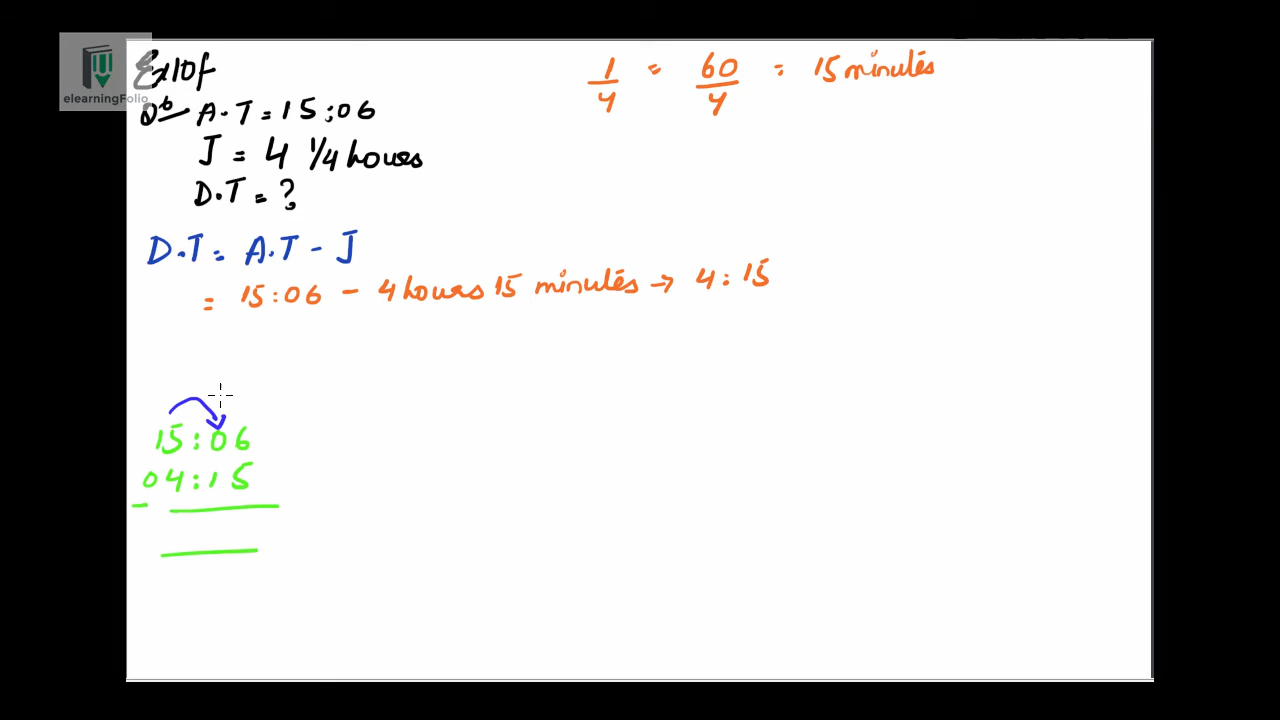 elearningFolio
Ex10f
Q6 A.T = 15:06
J = 4 1/4 hours
D.T = ?
1/4 = 60/4 = 15 minutes
D.T = A.T - J
= 15:06 - 4 hours 15 minutes → 4:15
15:06
04:15
-